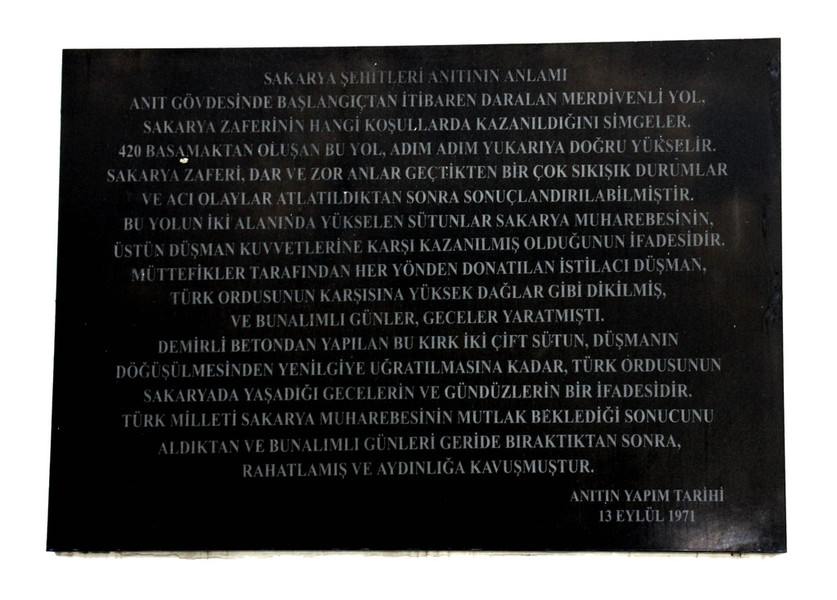 SAKARYA ŞEHİTLERİ ANITININ ANLAMI
ANIT GÖVDESİNDE BAŞLANGIÇTAN İTİBAREN DARALAN MERDİVENLİ YOL,
SAKARYA ZAFERİNİN HANGİ KOŞULLARDA KAZANILDIĞINI SİMGELER.
420 BASAMAKTAN OLUŞAN BU YOL, ADIM ADIM YUKARIYA DOĞRU YÜKSELİR.
SAKARYA ZAFERİ, DAR VE ZOR ANLAR GEÇTİKTEN BİR ÇOK SIKIŞIK DURUMLAR
VE ACI OLAYLAR ATLATILDIKTAN SONRA SONUÇLANDIRILABİLMİŞTİR.
BU YOLUN İKİ ALANINDA YÜKSELEN SÜTUNLAR SAKARYA MUHAREBESİNİN,
ÜSTÜN DÜŞMAN KUVVETLERİNE KARŞI KAZANILMIŞ OLDUĞUNUN İFADESİDİR.
MÜTTEFİKLER TARAFINDAN HER YÖNDEN DONATILAN İSTİLACI DÜŞMAN,
TÜRK ORDUSUNUN KARŞISINA YÜKSEK DAĞLAR GİBİ DİKİLMİŞ,
VE BUNALIMLI GÜNLER, GECELER YARATMIŞTI.
DEMİRLİ BETONDAN YAPILAN BU KIRK İKİ ÇİFT SÜTUN, DÜŞMANIN
DÖĞÜŞÜLMESİNDEN YENİLGİYE UĞRATILMASINA KADAR, TÜRK ORDUSUNUN
SAKARYADA YAŞADIĞI GECELERİN VE GÜNDÜZLERİN BİR İFADESİDİR.
TÜRK MİLLETİ SAKARYA MUHAREBESİNİN MUTLAK BEKLEDİĞİ SONUCUNU
ALDIKTAN VE BUNALIMLI GÜNLERİ GERİDE BIRAKTIKTAN SONRA,
RAHATLAMIŞ VE AYDINLIĞA KAVUŞMUŞTUR.
ANITIN YAPIM TARİHİ
13 EYLÜL 1971